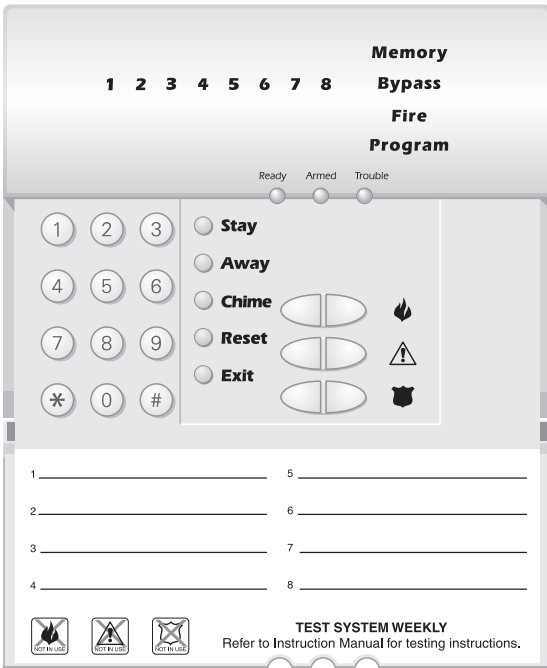 Memory
1 2 3 4 5 6 7 8 Bypass
Fire
Program
Ready Armed Trouble
1 2 3
4 5 6
7 8 9
* 0 #
Stay
Away
Chime
Reset
Exit
1
2
3
4
5
6
7
8
NOT IN USE NOT IN USE NOT IN USE
TEST SYSTEM WEEKLY
Refer to Instruction Manual for testing instructions.